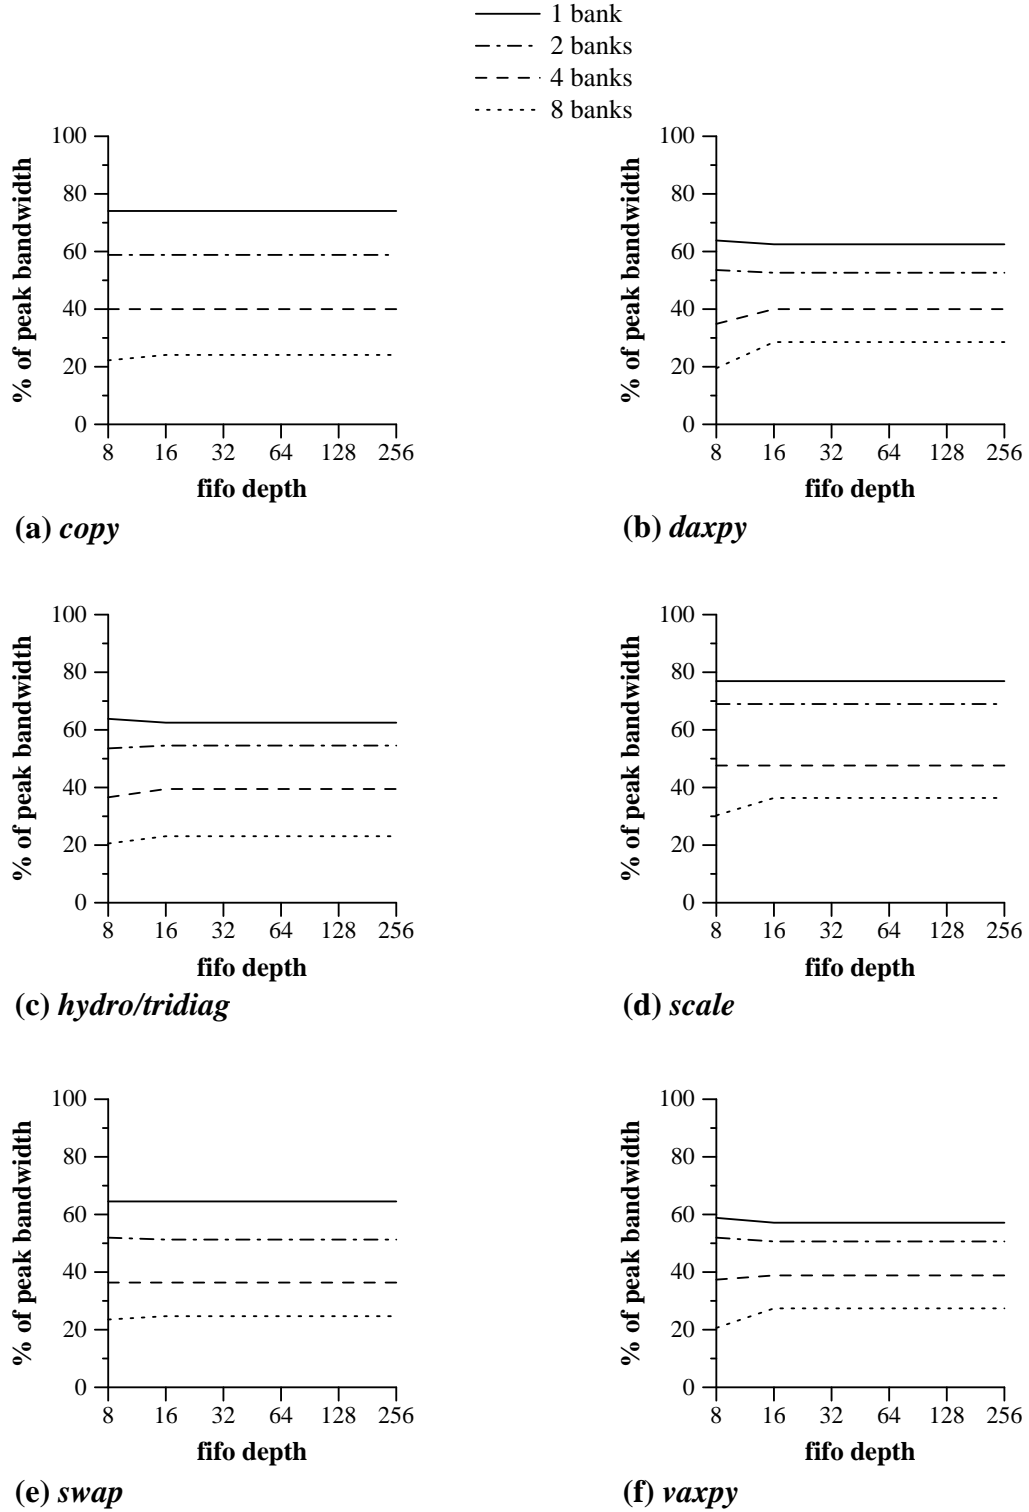 1 bank
2 banks
4 banks
8 banks
100
80
60
40
20
0
% of peak bandwidth
8 16 32 64 128 256
fifo depth
(a) copy
100
80
60
40
20
0
% of peak bandwidth
8 16 32 64 128 256
fifo depth
(b) daxpy
100
80
60
40
20
0
% of peak bandwidth
8 16 32 64 128 256
fifo depth
(c) hydro/tridiag
100
80
60
40
20
0
% of peak bandwidth
8 16 32 64 128 256
fifo depth
(d) scale
100
80
60
40
20
0
% of peak bandwidth
8 16 32 64 128 256
fifo depth
(e) swap
100
80
60
40
20
0
% of peak bandwidth
8 16 32 64 128 256
fifo depth
(f) vaxpy